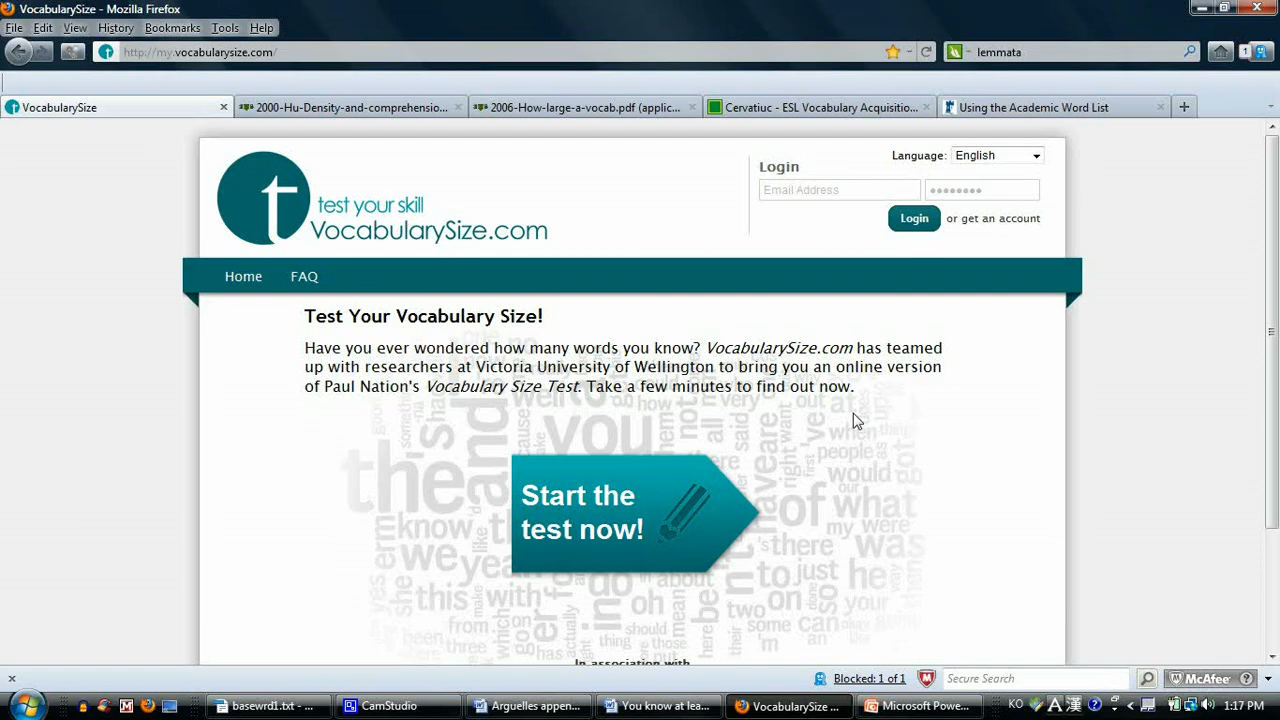 VocabularySize - Mozilla Firefox
File Edit View History Bookmarks Tools Help
http://my.vocabularysize.com/
lemmata
1
VocabularySize
2000-Hu-Density-and-comprehensio...
2006-How-large-a-vocab.pdf (applic...
Cervatiuc - ESL Vocabulary Acquisitio...
Using the Academic Word List
t
test your skill
VocabularySize.com
Language: English
Login
Email Address
Login or get an account
Home FAQ
Test Your Vocabulary Size!
Have you ever wondered how many words you know? VocabularySize.com has teamed
up with researchers at Victoria University of Wellington to bring you an online version
of Paul Nation's Vocabulary Size Test. Take a few minutes to find out now.
Start the
test now!
In association with
Blocked: 1 of 1
Secure Search
McAfee
basewrd1.txt - ...
CamStudio
Arguelles appen...
You know at lea...
VocabularySize ...
Microsoft Powe...
KO A 漢
1:17 PM